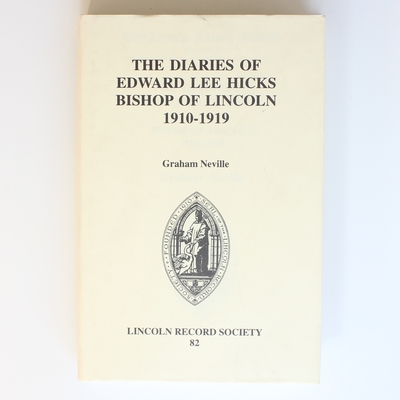 THE DIARIES OF
EDWARD LEE HICKS
BISHOP OF LINCOLN
1910-1919
Graham Neville
LINCOLN RECORD SOCIETY
82